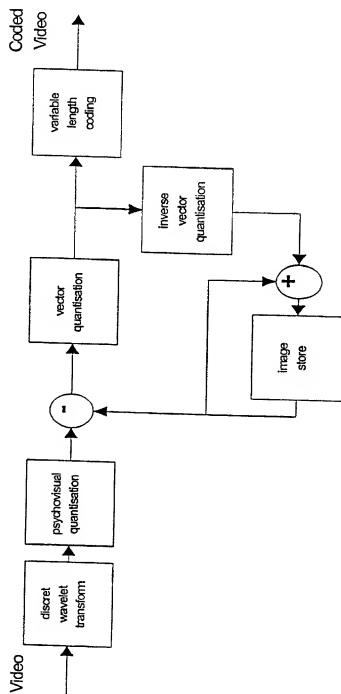 Video
discret
wavelet
transform
psychovisual
quantisation
-
vector
quantisation
variable
length
coding
Coded
Video
inverse
vector
quantisation
+
image
store